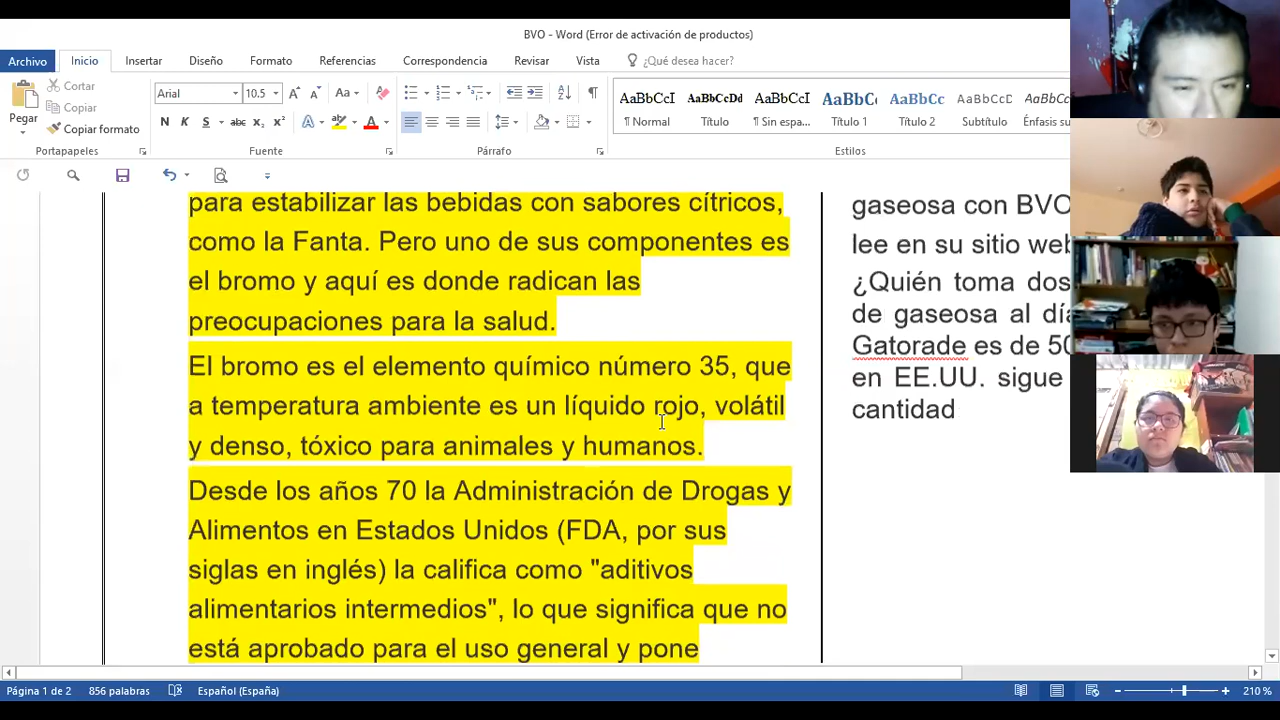 BVO - Word (Error de activación de productos)
Archivo Inicio Insertar Diseño Formato Referencias Correspondencia Revisar Vista ¿Qué desea hacer?
Cortar
Copiar
Copiar formato
Pegar
Portapapeles
Arial 10.5
Fuente
Párrafo
AaBbCcI AaBbCcDd AaBbCcI AaBbC AaBbCc AaBbCcD AaBbCcI
¶ Normal Título ¶ Sin espa... Título 1 Título 2 Subtítulo Énfasis su
Estilos
para estabilizar las bebidas con sabores cítricos,
como la Fanta. Pero uno de sus componentes es
el bromo y aquí es donde radican las
preocupaciones para la salud.
El bromo es el elemento químico número 35, que
a temperatura ambiente es un líquido rojo, volátil
y denso, tóxico para animales y humanos.
Desde los años 70 la Administración de Drogas y
Alimentos en Estados Unidos (FDA, por sus
siglas en inglés) la califica como "aditivos
alimentarios intermedios", lo que significa que no
está aprobado para el uso general y pone
gaseosa con BVO
lee en su sitio web
¿Quién toma dos
de gaseosa al día
Gatorade es de 50
en EE.UU. sigue
cantidad
Página 1 de 2 856 palabras Español (España) 210 %